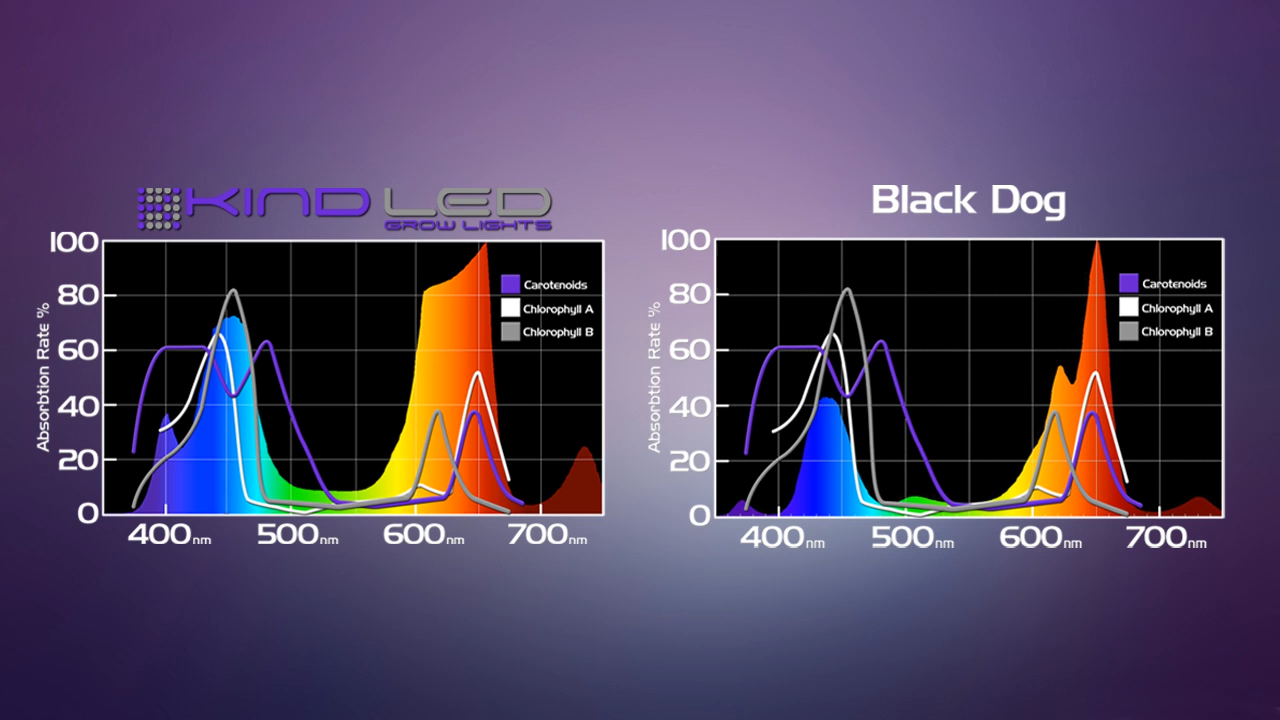 KIND LED
GROW LIGHTS
Absorbtion Rate %
100
80
60
40
20
0
Carotenoids
Chlorophyll A
Chlorophyll B
400nm 500nm 600nm 700nm
Black Dog
Absorbtion Rate %
100
80
60
40
20
0
Carotenoids
Chlorophyll A
Chlorophyll B
400nm 500nm 600nm 700nm